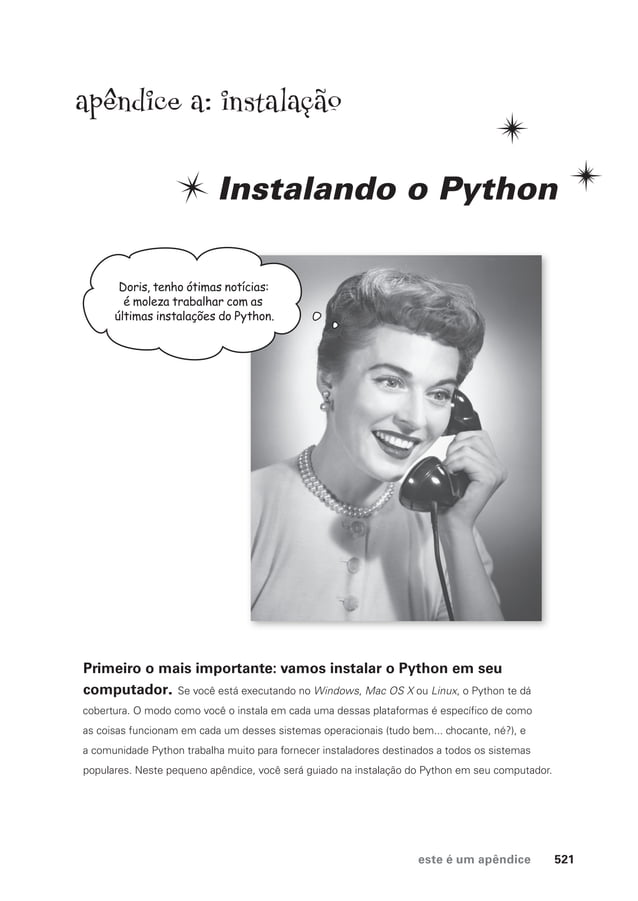 apêndice a: instalação
Instalando o Python
Doris, tenho ótimas notícias:
é moleza trabalhar com as
últimas instalações do Python.
Primeiro o mais importante: vamos instalar o Python em seu
computador. Se você está executando no Windows, Mac OS X ou Linux, o Python te dá
cobertura. O modo como você o instala em cada uma dessas plataformas é específico de como
as coisas funcionam em cada um desses sistemas operacionais (tudo bem... chocante, né?), e
a comunidade Python trabalha muito para fornecer instaladores destinados a todos os sistemas
populares. Neste pequeno apêndice, você será guiado na instalação do Python em seu computador.
este é um apêndice 521